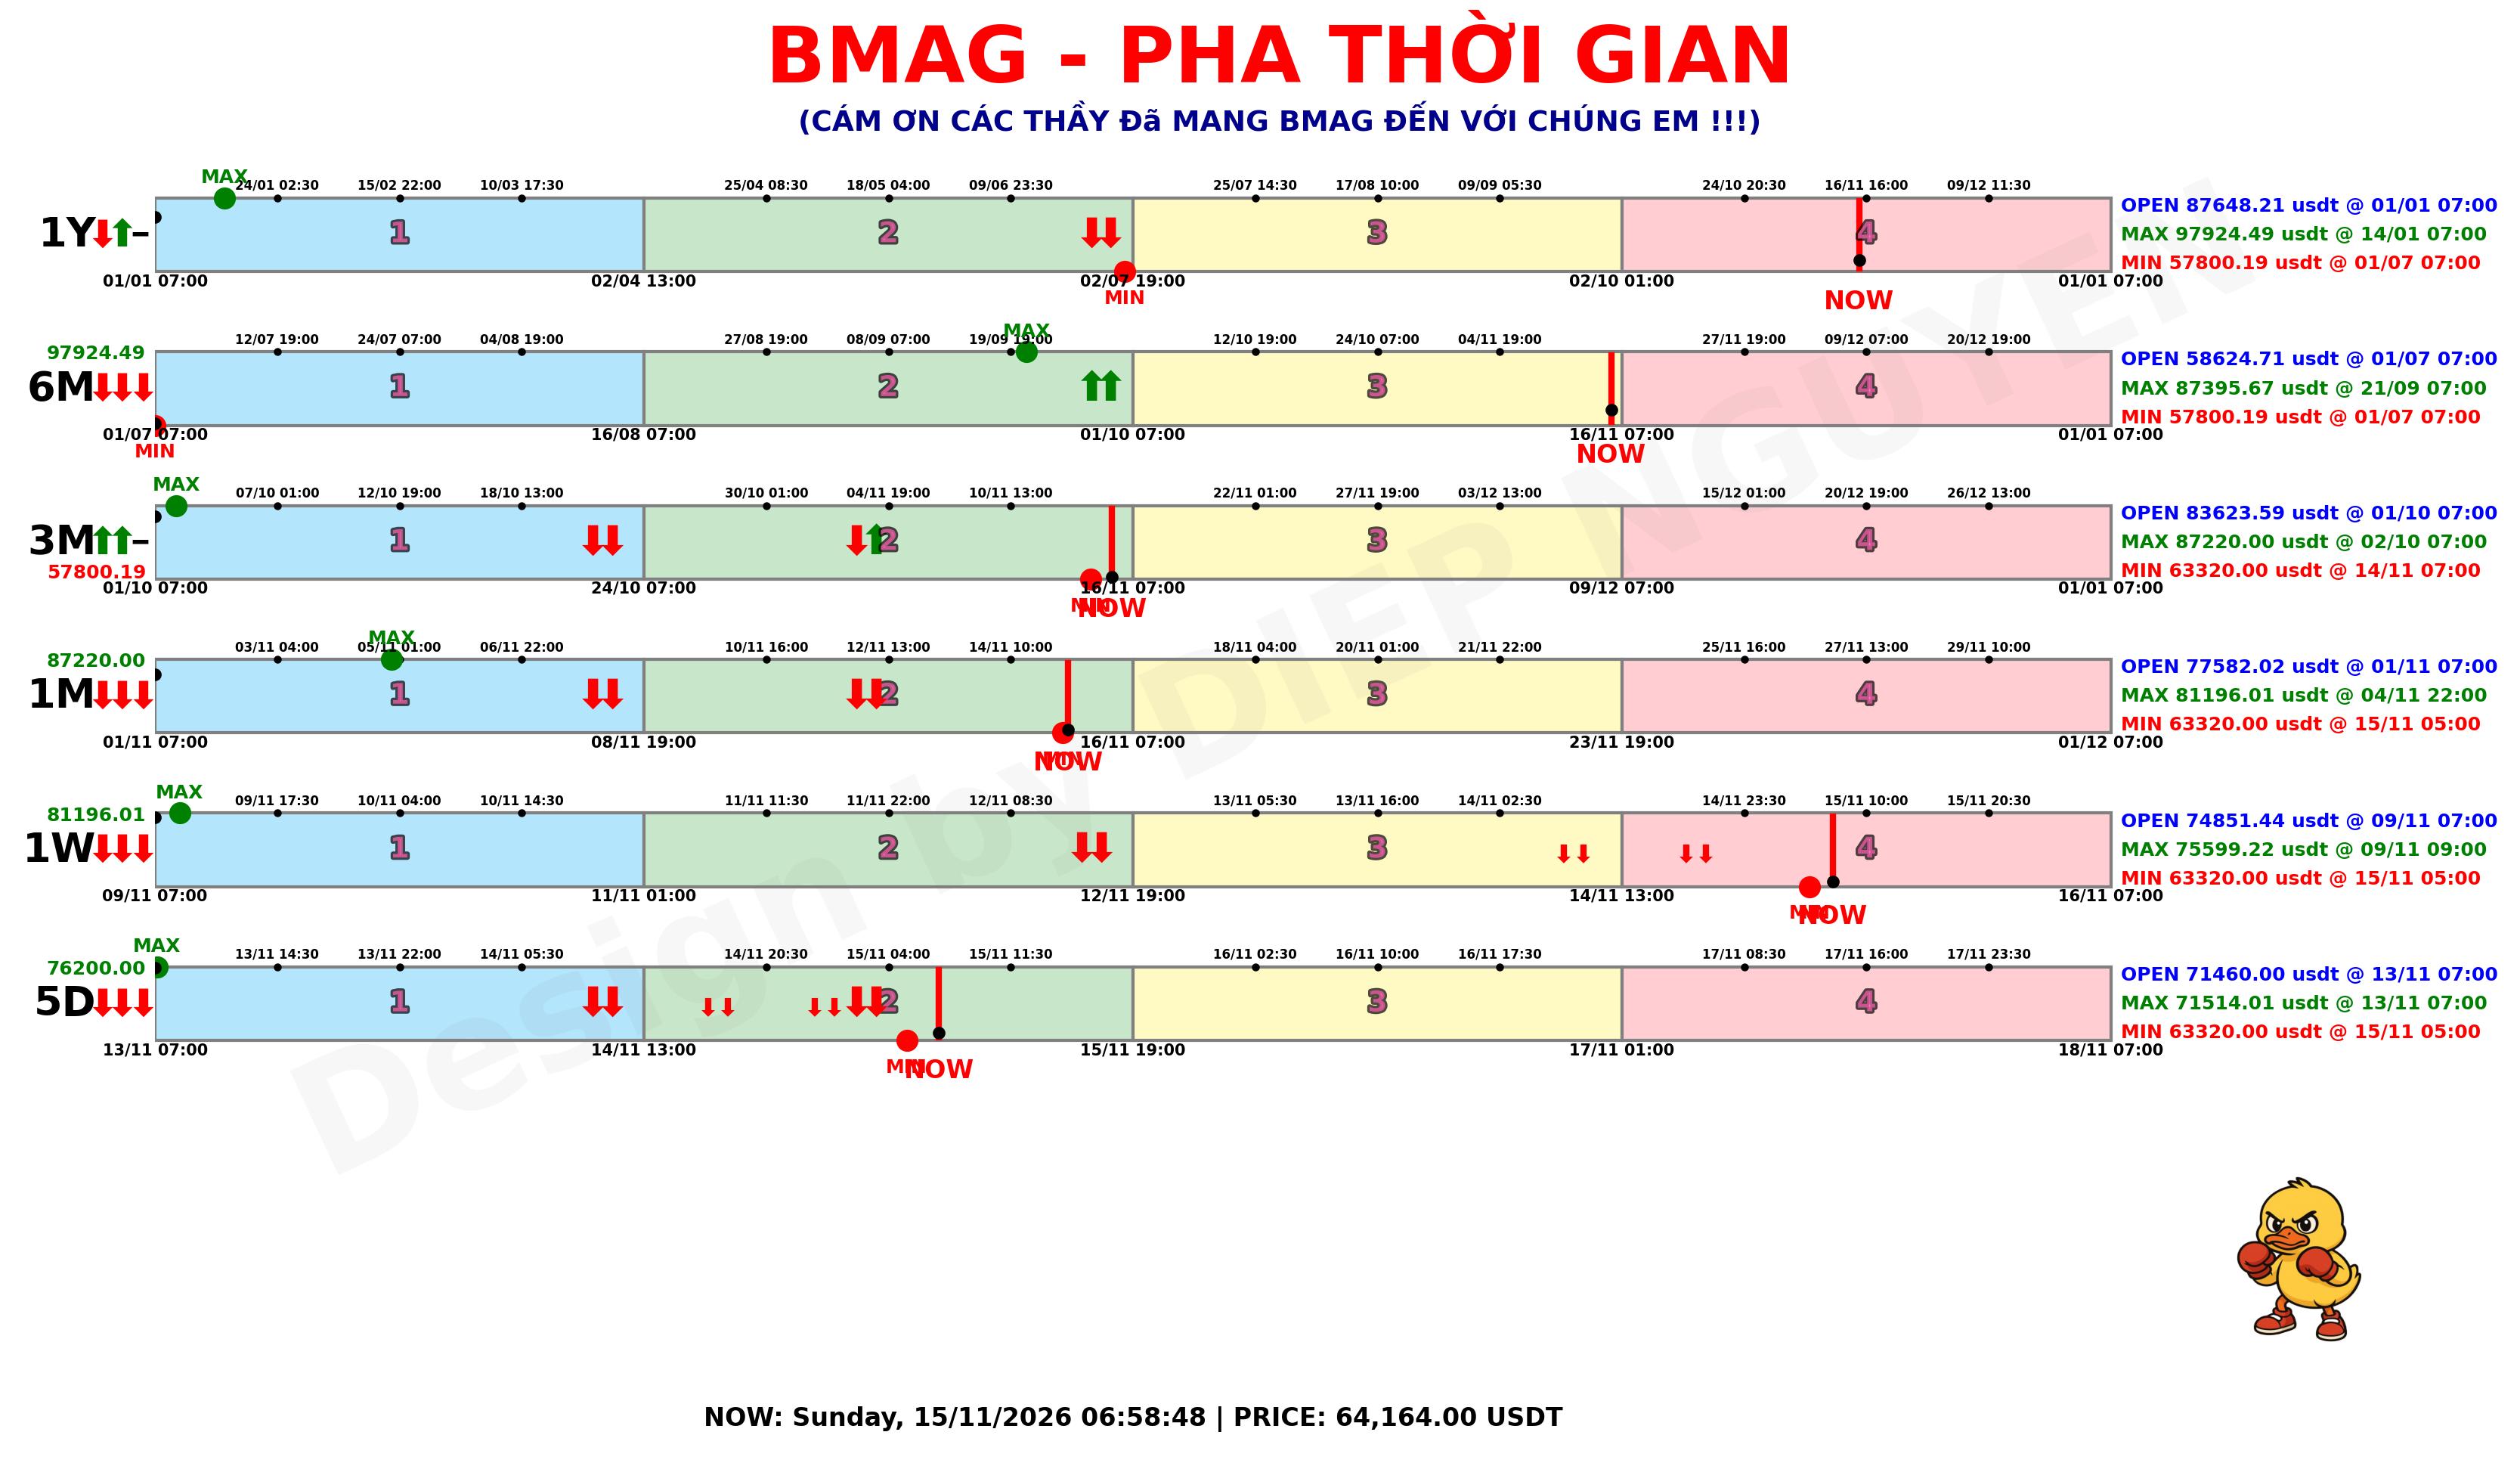 BMAG - PHA THỜI GIAN
(CÁM ƠN CÁC THẦY Đã MANG BMAG ĐẾN VỚI CHÚNG EM !!!)
MAX
24/01 02:30 15/02 22:00 10/03 17:30 25/04 08:30 18/05 04:00 09/06 23:30 25/07 14:30 17/08 10:00 09/09 05:30 24/10 20:30 16/11 16:00 09/12 11:30
OPEN 87648.21 usdt @ 01/01 07:00
1Y 1 2 3 4
MAX 97924.49 usdt @ 14/01 07:00
MIN 57800.19 usdt @ 01/07 07:00
01/01 07:00 02/04 13:00 02/07 19:00 02/10 01:00 01/01 07:00
MIN NOW
MAX
12/07 19:00 24/07 07:00 04/08 19:00 27/08 19:00 08/09 07:00 19/09 19:00 12/10 19:00 24/10 07:00 04/11 19:00 27/11 19:00 09/12 07:00 20/12 19:00
97924.49 OPEN 58624.71 usdt @ 01/07 07:00
6M 1 2 3 4
MAX 87395.67 usdt @ 21/09 07:00
MIN 57800.19 usdt @ 01/07 07:00
01/07 07:00 16/08 07:00 01/10 07:00 16/11 07:00 01/01 07:00
MIN NOW
MAX
07/10 01:00 12/10 19:00 18/10 13:00 30/10 01:00 04/11 19:00 10/11 13:00 22/11 01:00 27/11 19:00 03/12 13:00 15/12 01:00 20/12 19:00 26/12 13:00
OPEN 83623.59 usdt @ 01/10 07:00
3M 1 2 3 4
MAX 87220.00 usdt @ 02/10 07:00
57800.19 MIN 63320.00 usdt @ 14/11 07:00
01/10 07:00 24/10 07:00 16/11 07:00 09/12 07:00 01/01 07:00
MIN NOW
MAX
03/11 04:00 05/11 01:00 06/11 22:00 10/11 16:00 12/11 13:00 14/11 10:00 18/11 04:00 20/11 01:00 21/11 22:00 25/11 16:00 27/11 13:00 29/11 10:00
87220.00 OPEN 77582.02 usdt @ 01/11 07:00
1M 1 2 3 4
MAX 81196.01 usdt @ 04/11 22:00
MIN 63320.00 usdt @ 15/11 05:00
01/11 07:00 08/11 19:00 16/11 07:00 23/11 19:00 01/12 07:00
MIN NOW
MAX
09/11 17:30 10/11 04:00 10/11 14:30 11/11 11:30 11/11 22:00 12/11 08:30 13/11 05:30 13/11 16:00 14/11 02:30 14/11 23:30 15/11 10:00 15/11 20:30
81196.01 OPEN 74851.44 usdt @ 09/11 07:00
1W 1 2 3 4
MAX 75599.22 usdt @ 09/11 09:00
MIN 63320.00 usdt @ 15/11 05:00
09/11 07:00 11/11 01:00 12/11 19:00 14/11 13:00 16/11 07:00
MIN NOW
MAX
13/11 14:30 13/11 22:00 14/11 05:30 14/11 20:30 15/11 04:00 15/11 11:30 16/11 02:30 16/11 10:00 16/11 17:30 17/11 08:30 17/11 16:00 17/11 23:30
76200.00 OPEN 71460.00 usdt @ 13/11 07:00
5D 1 2 3 4
MAX 71514.01 usdt @ 13/11 07:00
MIN 63320.00 usdt @ 15/11 05:00
13/11 07:00 14/11 13:00 15/11 19:00 17/11 01:00 18/11 07:00
MIN NOW
Design by DIEP NGUYEN
NOW: Sunday, 15/11/2026 06:58:48 | PRICE: 64,164.00 USDT